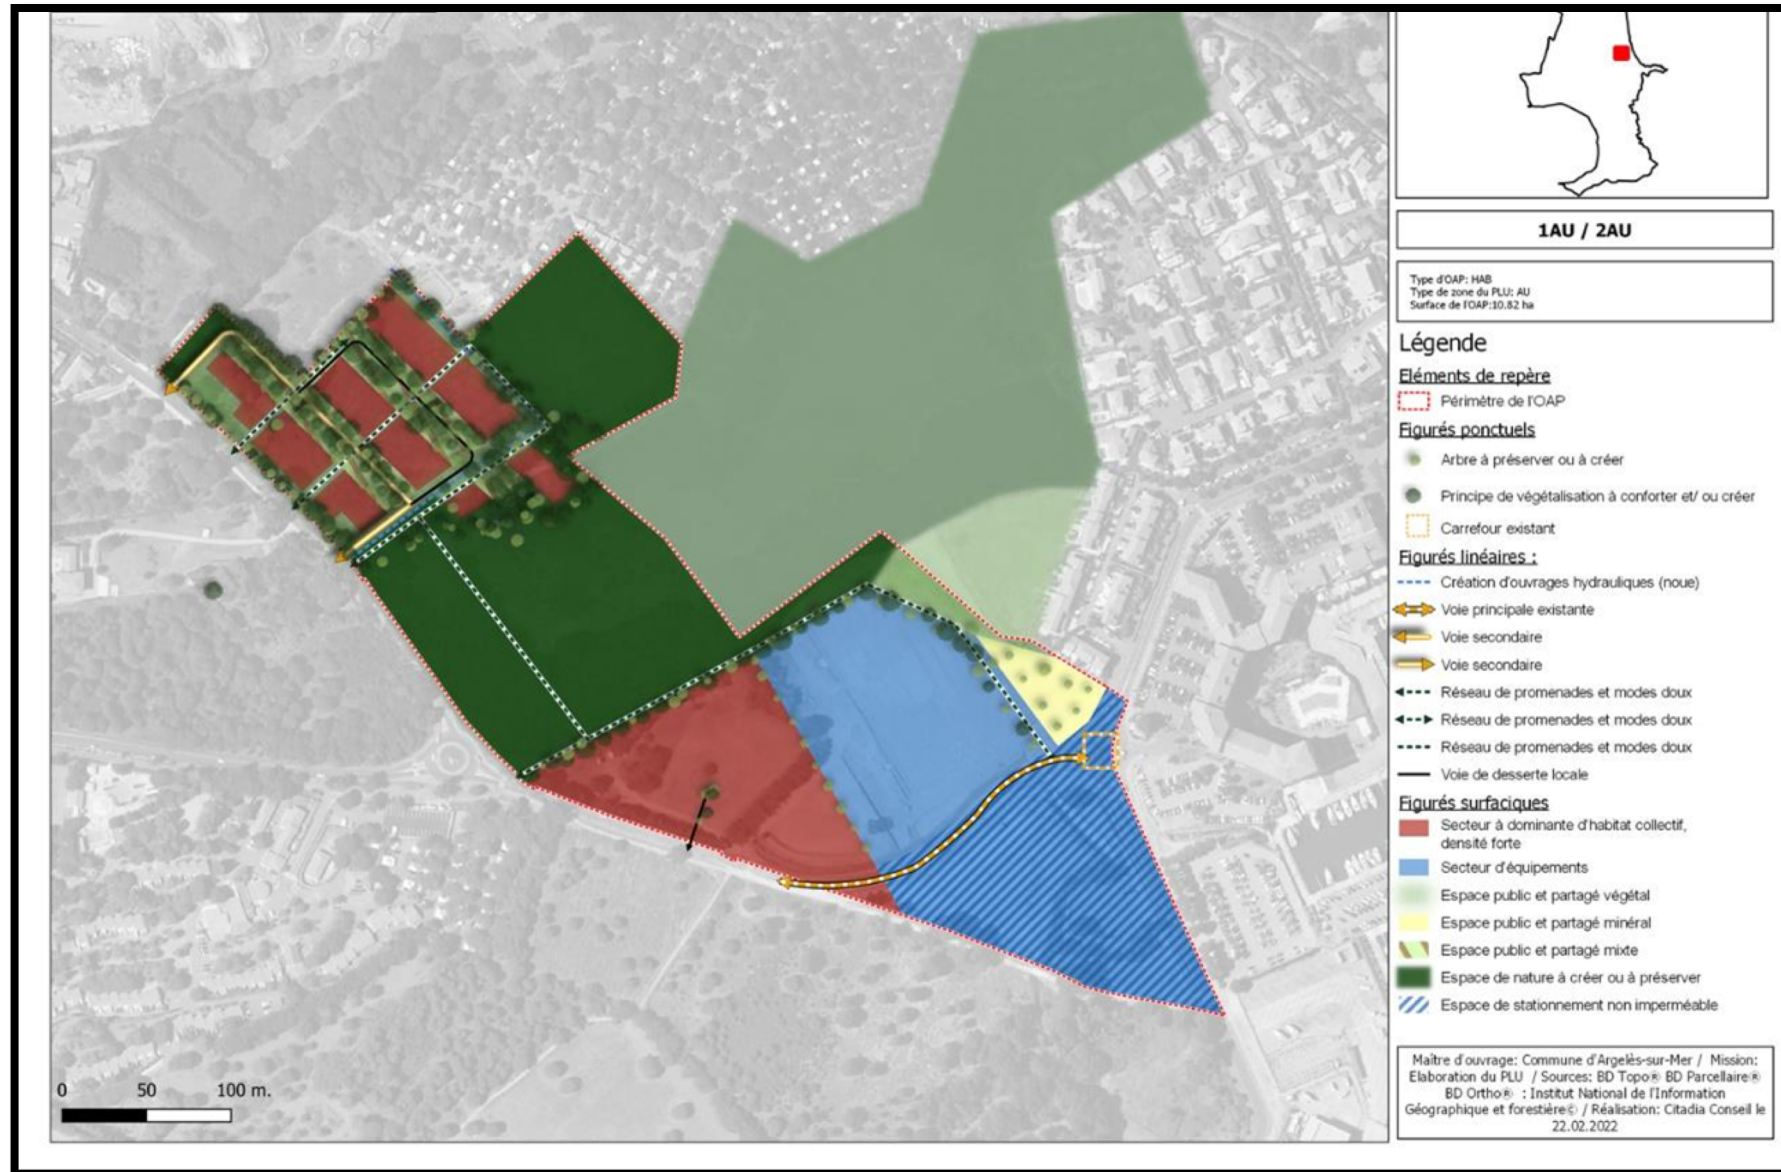 1AU / 2AU
Type d'OAP: HAB
Type de zone du PLU: AU
Surface de l'OAP:10.82 ha
Légende
Eléments de repère
Périmètre de l'OAP
Figurés ponctuels
Arbre à préserver ou à créer
Principe de végétalisation à conforter et/ ou créer
Carrefour existant
Figurés linéaires :
Création d'ouvrages hydrauliques (noue)
Voie principale existante
Voie secondaire
Voie secondaire
Réseau de promenades et modes doux
Réseau de promenades et modes doux
Réseau de promenades et modes doux
Voie de desserte locale
Figurés surfaciques
Secteur à dominante d'habitat collectif,
densité forte
Secteur d'équipements
Espace public et partagé végétal
Espace public et partagé minéral
Espace public et partagé mixte
Espace de nature à créer ou à préserver
Espace de stationnement non imperméable
0 50 100 m.
Maître d'ouvrage: Commune d'Argelès-sur-Mer / Mission:
Elaboration du PLU / Sources: BD Topo® BD Parcellaire®
BD Ortho® : Institut National de l'Information
Géographique et forestière© / Réalisation: Citadia Conseil le
22.02.2022